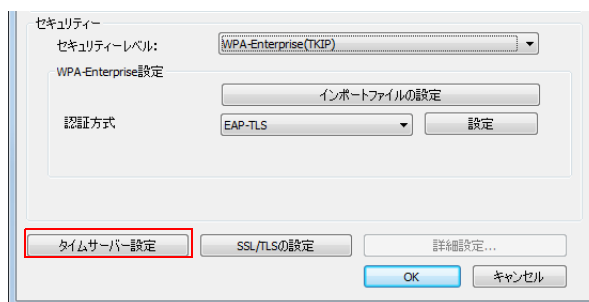 セキュリティー
セキュリティーレベル: WPA-Enterprise(TKIP)
WPA-Enterprise設定
インポートファイルの設定
認証方式 EAP-TLS 設定
タイムサーバー設定 SSL/TLSの設定 詳細設定...
OK キャンセル